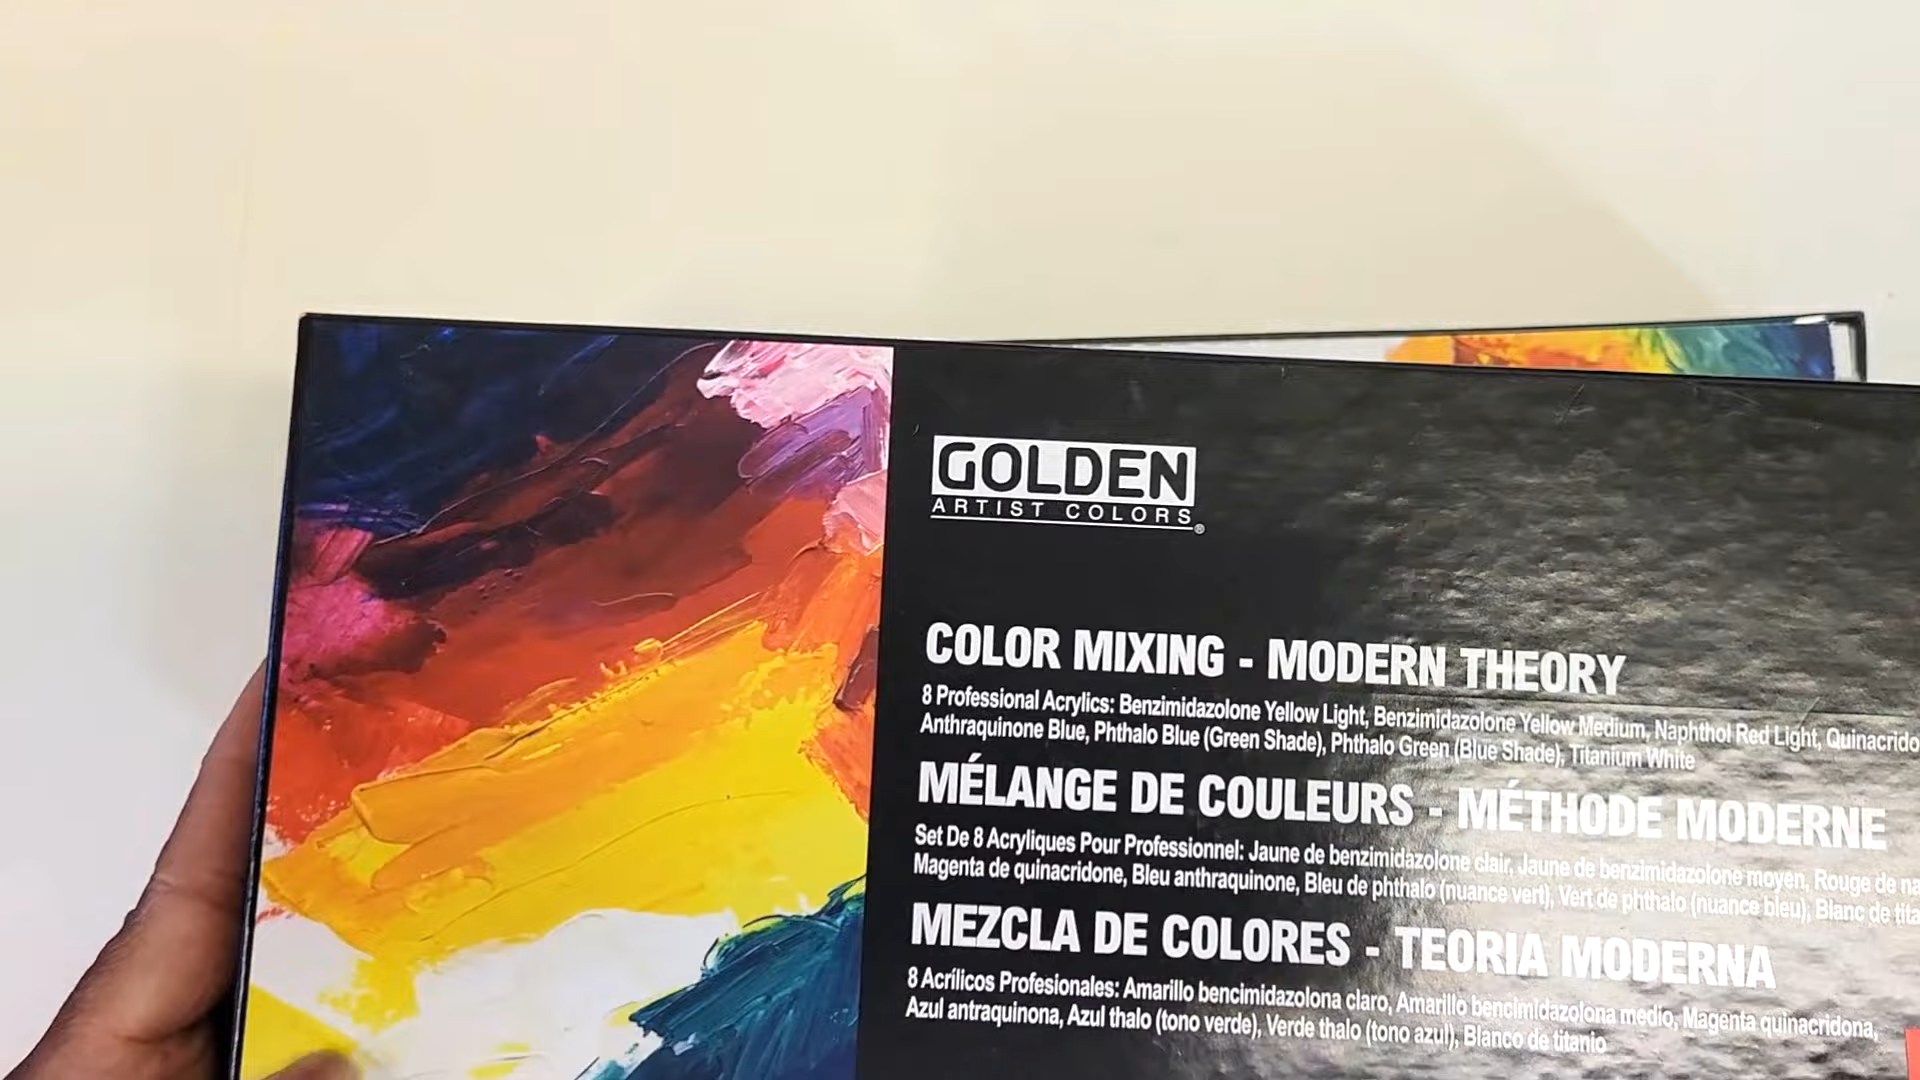 GOLDEN
ARTIST COLORS®
COLOR MIXING - MODERN THEORY
8 Professional Acrylics: Benzimidazolone Yellow Light, Benzimidazolone Yellow Medium, Naphthol Red Light,
Anthraquinone Blue, Phthalo Blue (Green Shade), Phthalo Green (Blue Shade), Titanium White
MÉLANGE DE COULEURS - MÉTHODE MODERNE
Set De 8 Acryliques Pour Professionnel: Jaune de benzimidazolone clair, Jaune de benzimidazolone moyen, Rouge de
Magenta de quinacridone, Bleu anthraquinone, Bleu de phthalo (nuance vert), Vert de phthalo (nuance bleu), Blanc de
MEZCLA DE COLORES - TEORIA MODERNA
8 Acrílicos Profesionales: Amarillo bencimidazolona claro, Amarillo bencimidazolona medio, Magenta quinacridona,
Azul antraquinona, Azul thalo (tono verde), Verde thalo (tono azul), Blanco de titanio